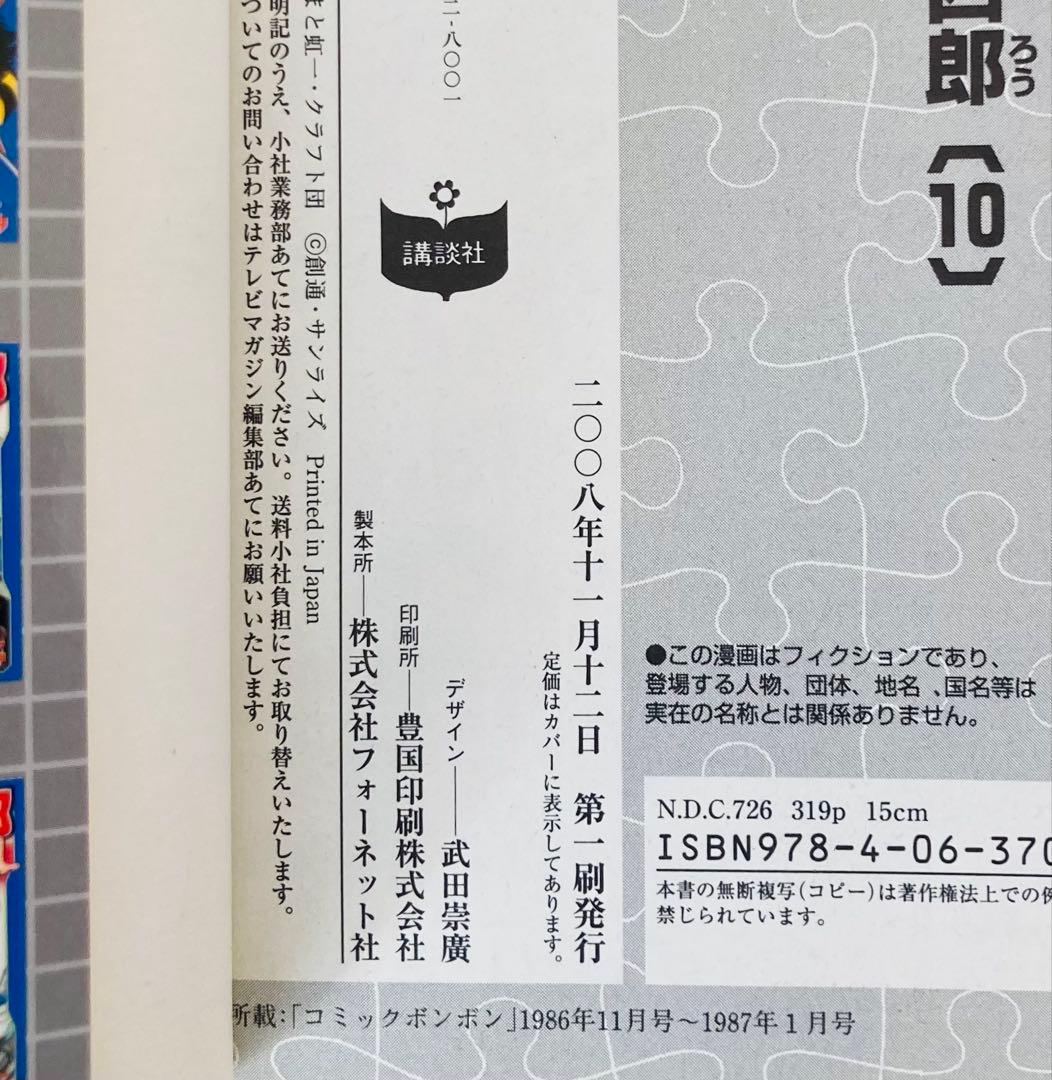 郎
ろう
〔10〕
●この漫画はフィクションであり、
登場する人物、団体、地名、国名等は
実在の名称とは関係ありません。
N.D.C.726 319p 15cm
ISBN978-4-06-370
本書の無断複写(コピー)は著作権法上での例
禁じられています。
二〇〇八年十一月十二日 第一刷発行
定価はカバーに表示してあります。
二-八〇〇一
講談社
デザイン――武田崇廣
印刷所――豊国印刷株式会社
製本所――株式会社フォーネット社
と虹一・クラフト団 ©創通・サンライズ Printed in Japan
明記のうえ、小社業務部あてにお送りください。送料小社負担にてお取り替えいたします。
ついてのお問い合わせはテレビマガジン編集部あてにお願いいたします。
所載:「コミックボンボン」1986年11月号〜1987年1月号